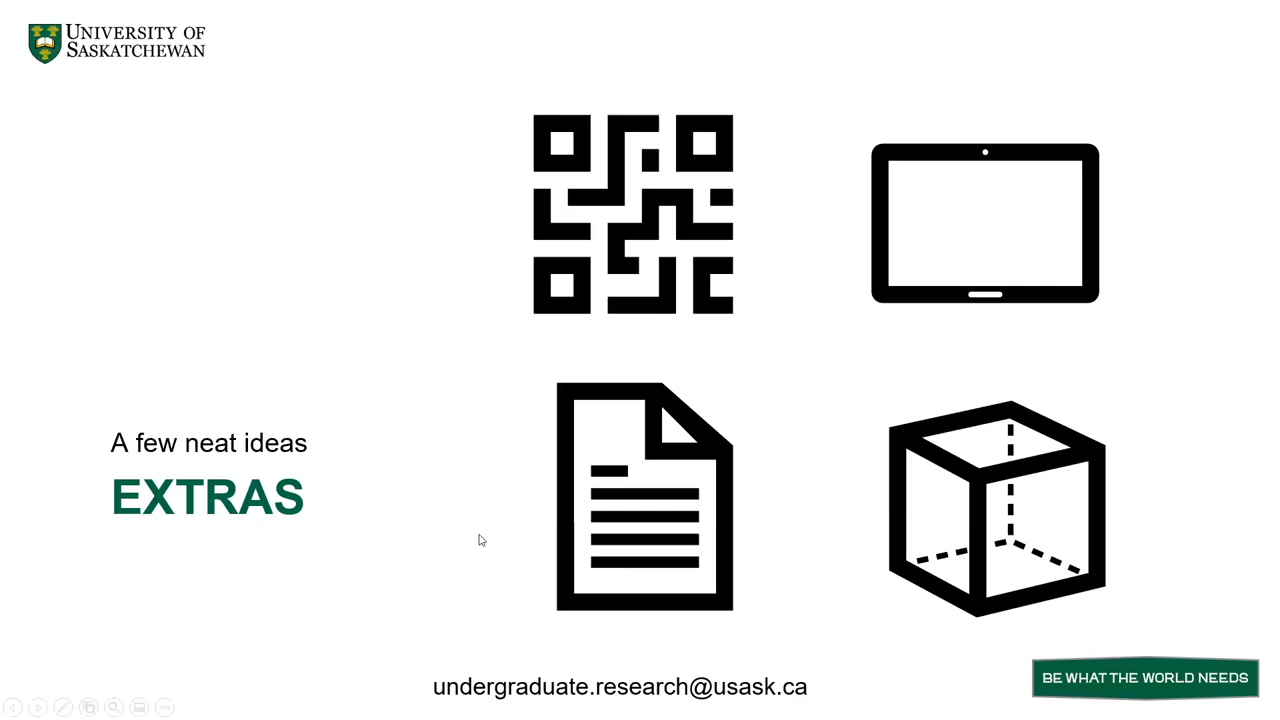 UNIVERSITY OF
SASKATCHEWAN
A few neat ideas
EXTRAS
undergraduate.research@usask.ca
BE WHAT THE WORLD NEEDS